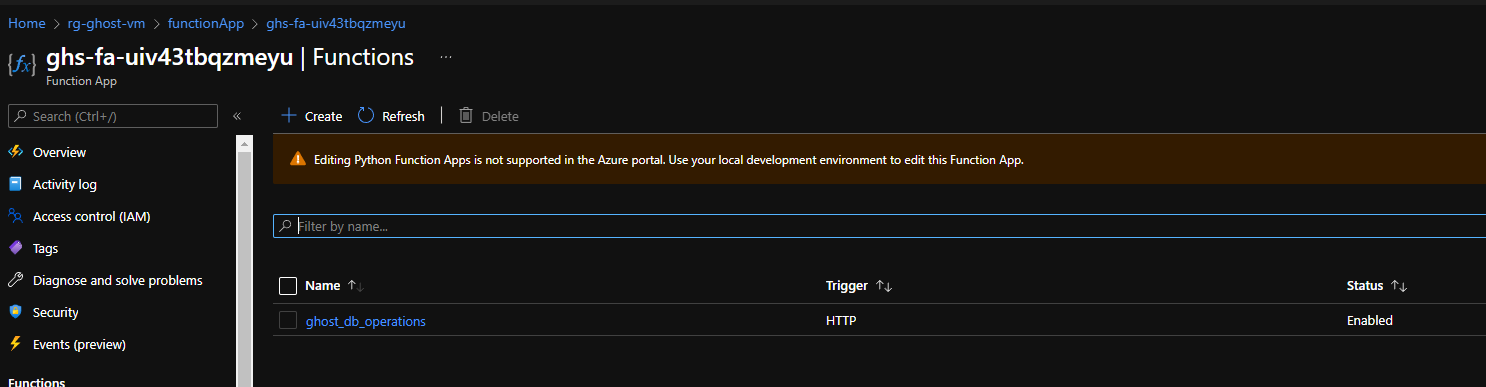 Home > rg-ghost-vm > functionApp > ghs-fa-uiv43tbqzmeyu
ghs-fa-uiv43tbqzmeyu | Functions ...
Function App
Search (Ctrl+/)
«
Overview
Activity log
Access control (IAM)
Tags
Diagnose and solve problems
Security
Events (preview)
Functions
+ Create Refresh | Delete
Editing Python Function Apps is not supported in the Azure portal. Use your local development environment to edit this Function App.
Filter by name...
Name ↑↓ Trigger ↑↓ Status ↑↓
ghost_db_operations HTTP Enabled